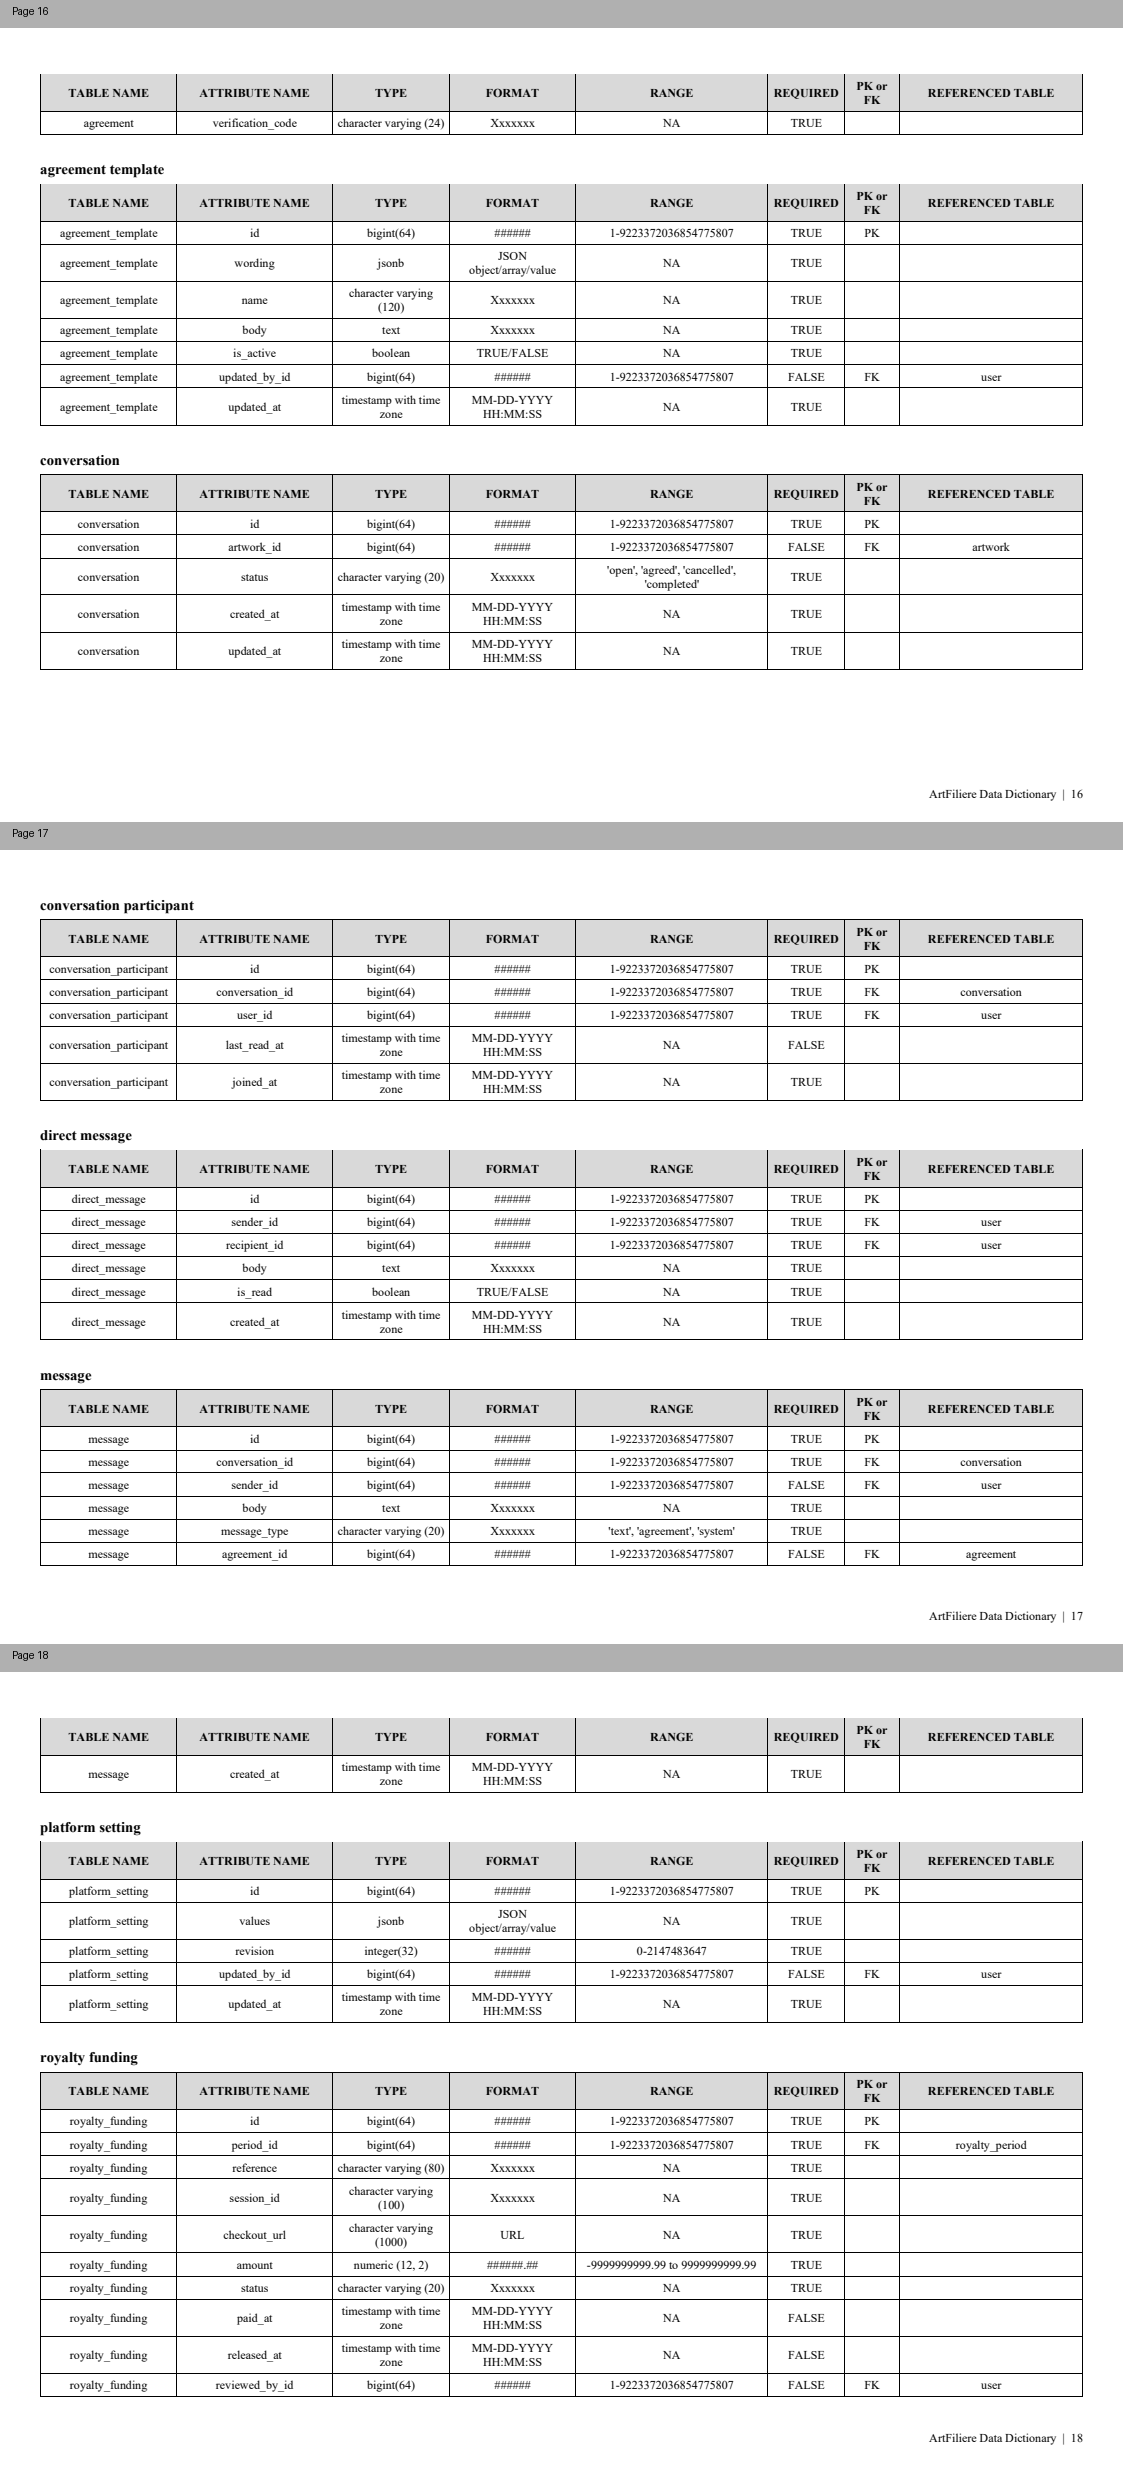 Page 16
TABLE NAME ATTRIBUTE NAME TYPE FORMAT RANGE REQUIRED PK or FK REFERENCED TABLE
agreement verification_code character varying (24) Xxxxxxx NA TRUE
agreement template
TABLE NAME ATTRIBUTE NAME TYPE FORMAT RANGE REQUIRED PK or FK REFERENCED TABLE
agreement_template id bigint(64) ###### 1-9223372036854775807 TRUE PK
agreement_template wording jsonb JSON object/array/value NA TRUE
agreement_template name character varying (120) Xxxxxxx NA TRUE
agreement_template body text Xxxxxxx NA TRUE
agreement_template is_active boolean TRUE/FALSE NA TRUE
agreement_template updated_by_id bigint(64) ###### 1-9223372036854775807 FALSE FK user
agreement_template updated_at timestamp with time zone MM-DD-YYYY HH:MM:SS NA TRUE
conversation
TABLE NAME ATTRIBUTE NAME TYPE FORMAT RANGE REQUIRED PK or FK REFERENCED TABLE
conversation id bigint(64) ###### 1-9223372036854775807 TRUE PK
conversation artwork_id bigint(64) ###### 1-9223372036854775807 FALSE FK artwork
conversation status character varying (20) Xxxxxxx 'open', 'agreed', 'cancelled', 'completed' TRUE
conversation created_at timestamp with time zone MM-DD-YYYY HH:MM:SS NA TRUE
conversation updated_at timestamp with time zone MM-DD-YYYY HH:MM:SS NA TRUE
ArtFiliere Data Dictionary | 16
Page 17
conversation participant
TABLE NAME ATTRIBUTE NAME TYPE FORMAT RANGE REQUIRED PK or FK REFERENCED TABLE
conversation_participant id bigint(64) ###### 1-9223372036854775807 TRUE PK
conversation_participant conversation_id bigint(64) ###### 1-9223372036854775807 TRUE FK conversation
conversation_participant user_id bigint(64) ###### 1-9223372036854775807 TRUE FK user
conversation_participant last_read_at timestamp with time zone MM-DD-YYYY HH:MM:SS NA FALSE
conversation_participant joined_at timestamp with time zone MM-DD-YYYY HH:MM:SS NA TRUE
direct message
TABLE NAME ATTRIBUTE NAME TYPE FORMAT RANGE REQUIRED PK or FK REFERENCED TABLE
direct_message id bigint(64) ###### 1-9223372036854775807 TRUE PK
direct_message sender_id bigint(64) ###### 1-9223372036854775807 TRUE FK user
direct_message recipient_id bigint(64) ###### 1-9223372036854775807 TRUE FK user
direct_message body text Xxxxxxx NA TRUE
direct_message is_read boolean TRUE/FALSE NA TRUE
direct_message created_at timestamp with time zone MM-DD-YYYY HH:MM:SS NA TRUE
message
TABLE NAME ATTRIBUTE NAME TYPE FORMAT RANGE REQUIRED PK or FK REFERENCED TABLE
message id bigint(64) ###### 1-9223372036854775807 TRUE PK
message conversation_id bigint(64) ###### 1-9223372036854775807 TRUE FK conversation
message sender_id bigint(64) ###### 1-9223372036854775807 FALSE FK user
message body text Xxxxxxx NA TRUE
message message_type character varying (20) Xxxxxxx 'text', 'agreement', 'system' TRUE
message agreement_id bigint(64) ###### 1-9223372036854775807 FALSE FK agreement
ArtFiliere Data Dictionary | 17
Page 18
TABLE NAME ATTRIBUTE NAME TYPE FORMAT RANGE REQUIRED PK or FK REFERENCED TABLE
message created_at timestamp with time zone MM-DD-YYYY HH:MM:SS NA TRUE
platform setting
TABLE NAME ATTRIBUTE NAME TYPE FORMAT RANGE REQUIRED PK or FK REFERENCED TABLE
platform_setting id bigint(64) ###### 1-9223372036854775807 TRUE PK
platform_setting values jsonb JSON object/array/value NA TRUE
platform_setting revision integer(32) ###### 0-2147483647 TRUE
platform_setting updated_by_id bigint(64) ###### 1-9223372036854775807 FALSE FK user
platform_setting updated_at timestamp with time zone MM-DD-YYYY HH:MM:SS NA TRUE
royalty funding
TABLE NAME ATTRIBUTE NAME TYPE FORMAT RANGE REQUIRED PK or FK REFERENCED TABLE
royalty_funding id bigint(64) ###### 1-9223372036854775807 TRUE PK
royalty_funding period_id bigint(64) ###### 1-9223372036854775807 TRUE FK royalty_period
royalty_funding reference character varying (80) Xxxxxxx NA TRUE
royalty_funding session_id character varying (100) Xxxxxxx NA TRUE
royalty_funding checkout_url character varying (1000) URL NA TRUE
royalty_funding amount numeric (12, 2) ######.## -9999999999.99 to 9999999999.99 TRUE
royalty_funding status character varying (20) Xxxxxxx NA TRUE
royalty_funding paid_at timestamp with time zone MM-DD-YYYY HH:MM:SS NA FALSE
royalty_funding released_at timestamp with time zone MM-DD-YYYY HH:MM:SS NA FALSE
royalty_funding reviewed_by_id bigint(64) ###### 1-9223372036854775807 FALSE FK user
ArtFiliere Data Dictionary | 18